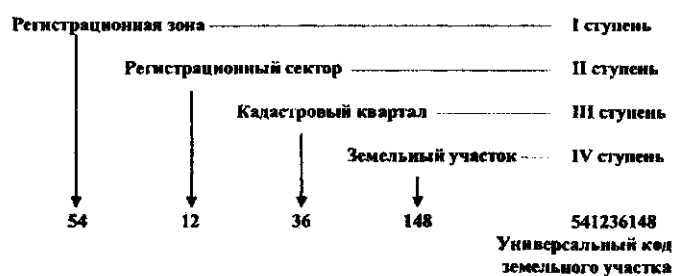 Регистрационная зона I ступень
Регистрационный сектор II ступень
Кадастровый квартал III ступень
Земельный участок IV ступень
54 12 36 148 541236148
Универсальный код
земельного участка